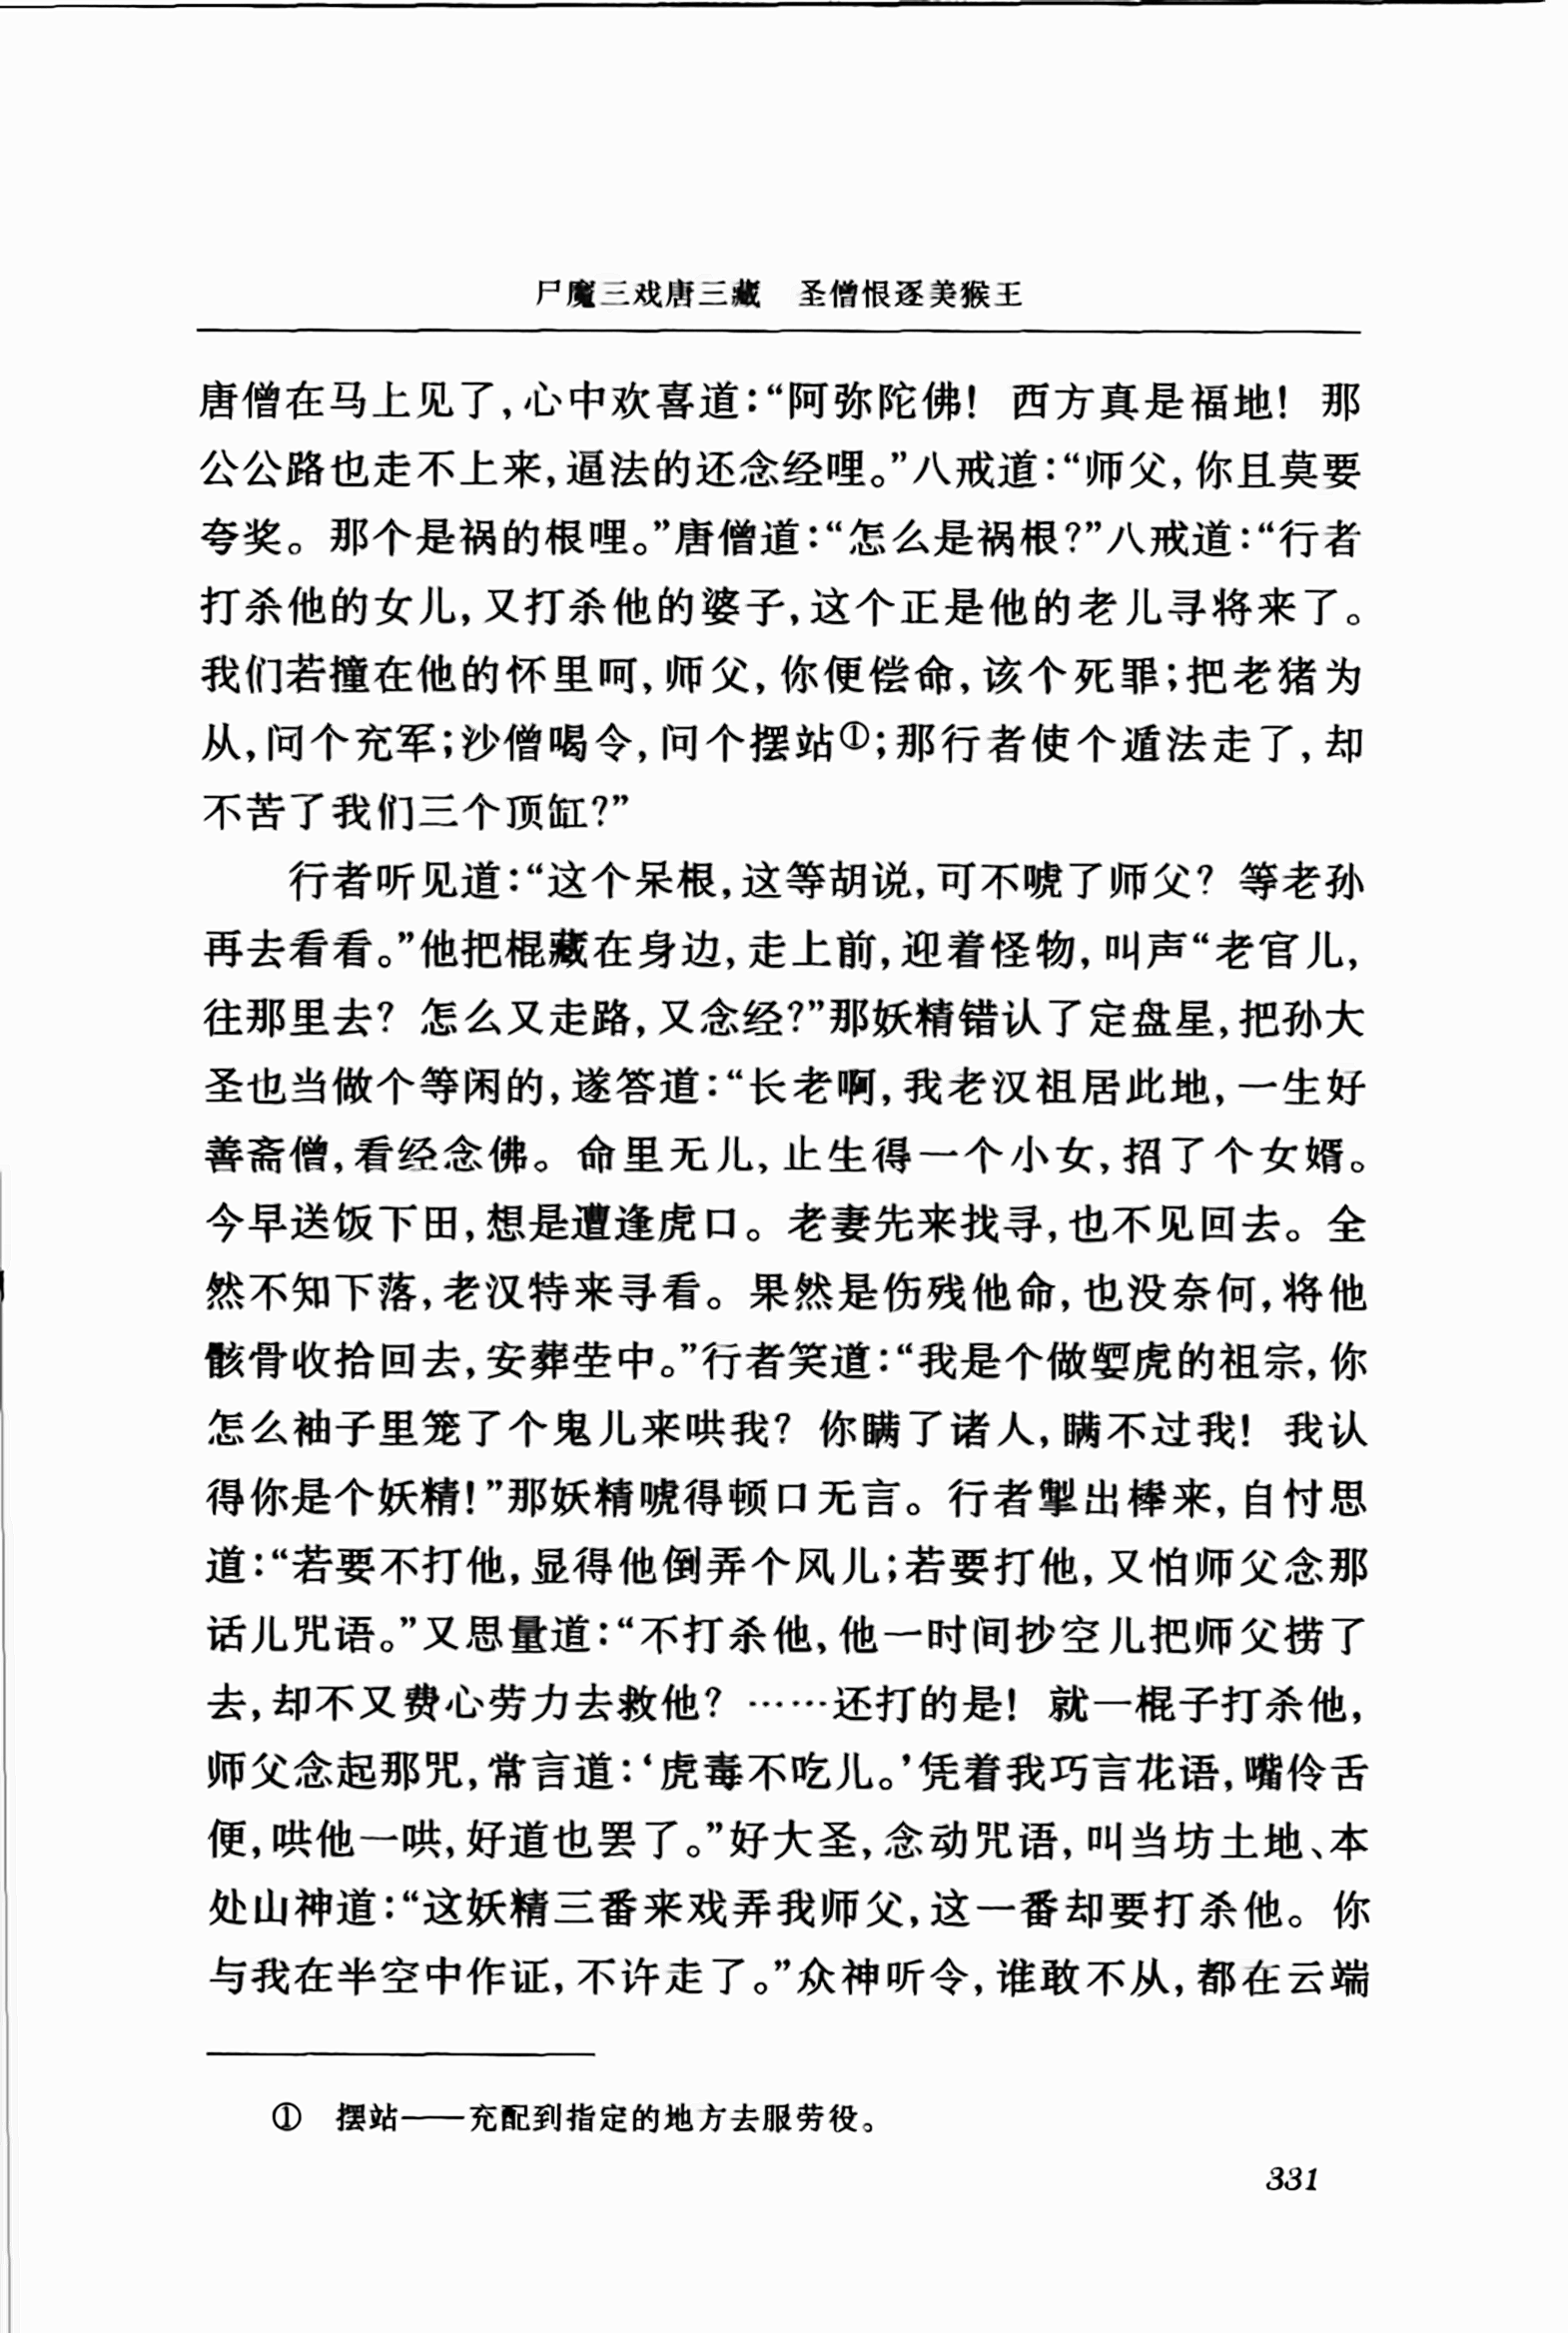 尸魔三戏唐三藏　圣僧恨逐美猴王
唐僧在马上见了，心中欢喜道：“阿弥陀佛！西方真是福地！那
公公路也走不上来，逼法的还念经哩。”八戒道：“师父，你且莫要
夸奖。那个是祸的根哩。”唐僧道：“怎么是祸根？”八戒道：“行者
打杀他的女儿，又打杀他的婆子，这个正是他的老儿寻将来了。
我们若撞在他的怀里呵，师父，你便偿命，该个死罪；把老猪为
从，问个充军；沙僧喝令，问个摆站①；那行者使个遁法走了，却
不苦了我们三个顶缸？”
行者听见道：“这个呆根，这等胡说，可不唬了师父？等老孙
再去看看。”他把棍藏在身边，走上前，迎着怪物，叫声“老官儿，
往那里去？怎么又走路，又念经？”那妖精错认了定盘星，把孙大
圣也当做个等闲的，遂答道：“长老啊，我老汉祖居此地，一生好
善斋僧，看经念佛。命里无儿，止生得一个小女，招了个女婿。
今早送饭下田，想是遭逢虎口。老妻先来找寻，也不见回去。全
然不知下落，老汉特来寻看。果然是伤残他命，也没奈何，将他
骸骨收拾回去，安葬茔中。”行者笑道：“我是个做㚻虎的祖宗，你
怎么袖子里笼了个鬼儿来哄我？你瞒了诸人，瞒不过我！我认
得你是个妖精！”那妖精唬得顿口无言。行者掣出棒来，自忖思
道：“若要不打他，显得他倒弄个风儿；若要打他，又怕师父念那
话儿咒语。”又思量道：“不打杀他，他一时间抄空儿把师父捞了
去，却不又费心劳力去救他？……还打的是！就一棍子打杀他，
师父念起那咒，常言道：‘虎毒不吃儿。’凭着我巧言花语，嘴伶舌
便，哄他一哄，好道也罢了。”好大圣，念动咒语，叫当坊土地、本
处山神道：“这妖精三番来戏弄我师父，这一番却要打杀他。你
与我在半空中作证，不许走了。”众神听令，谁敢不从，都在云端
①　摆站——充配到指定的地方去服劳役。
331